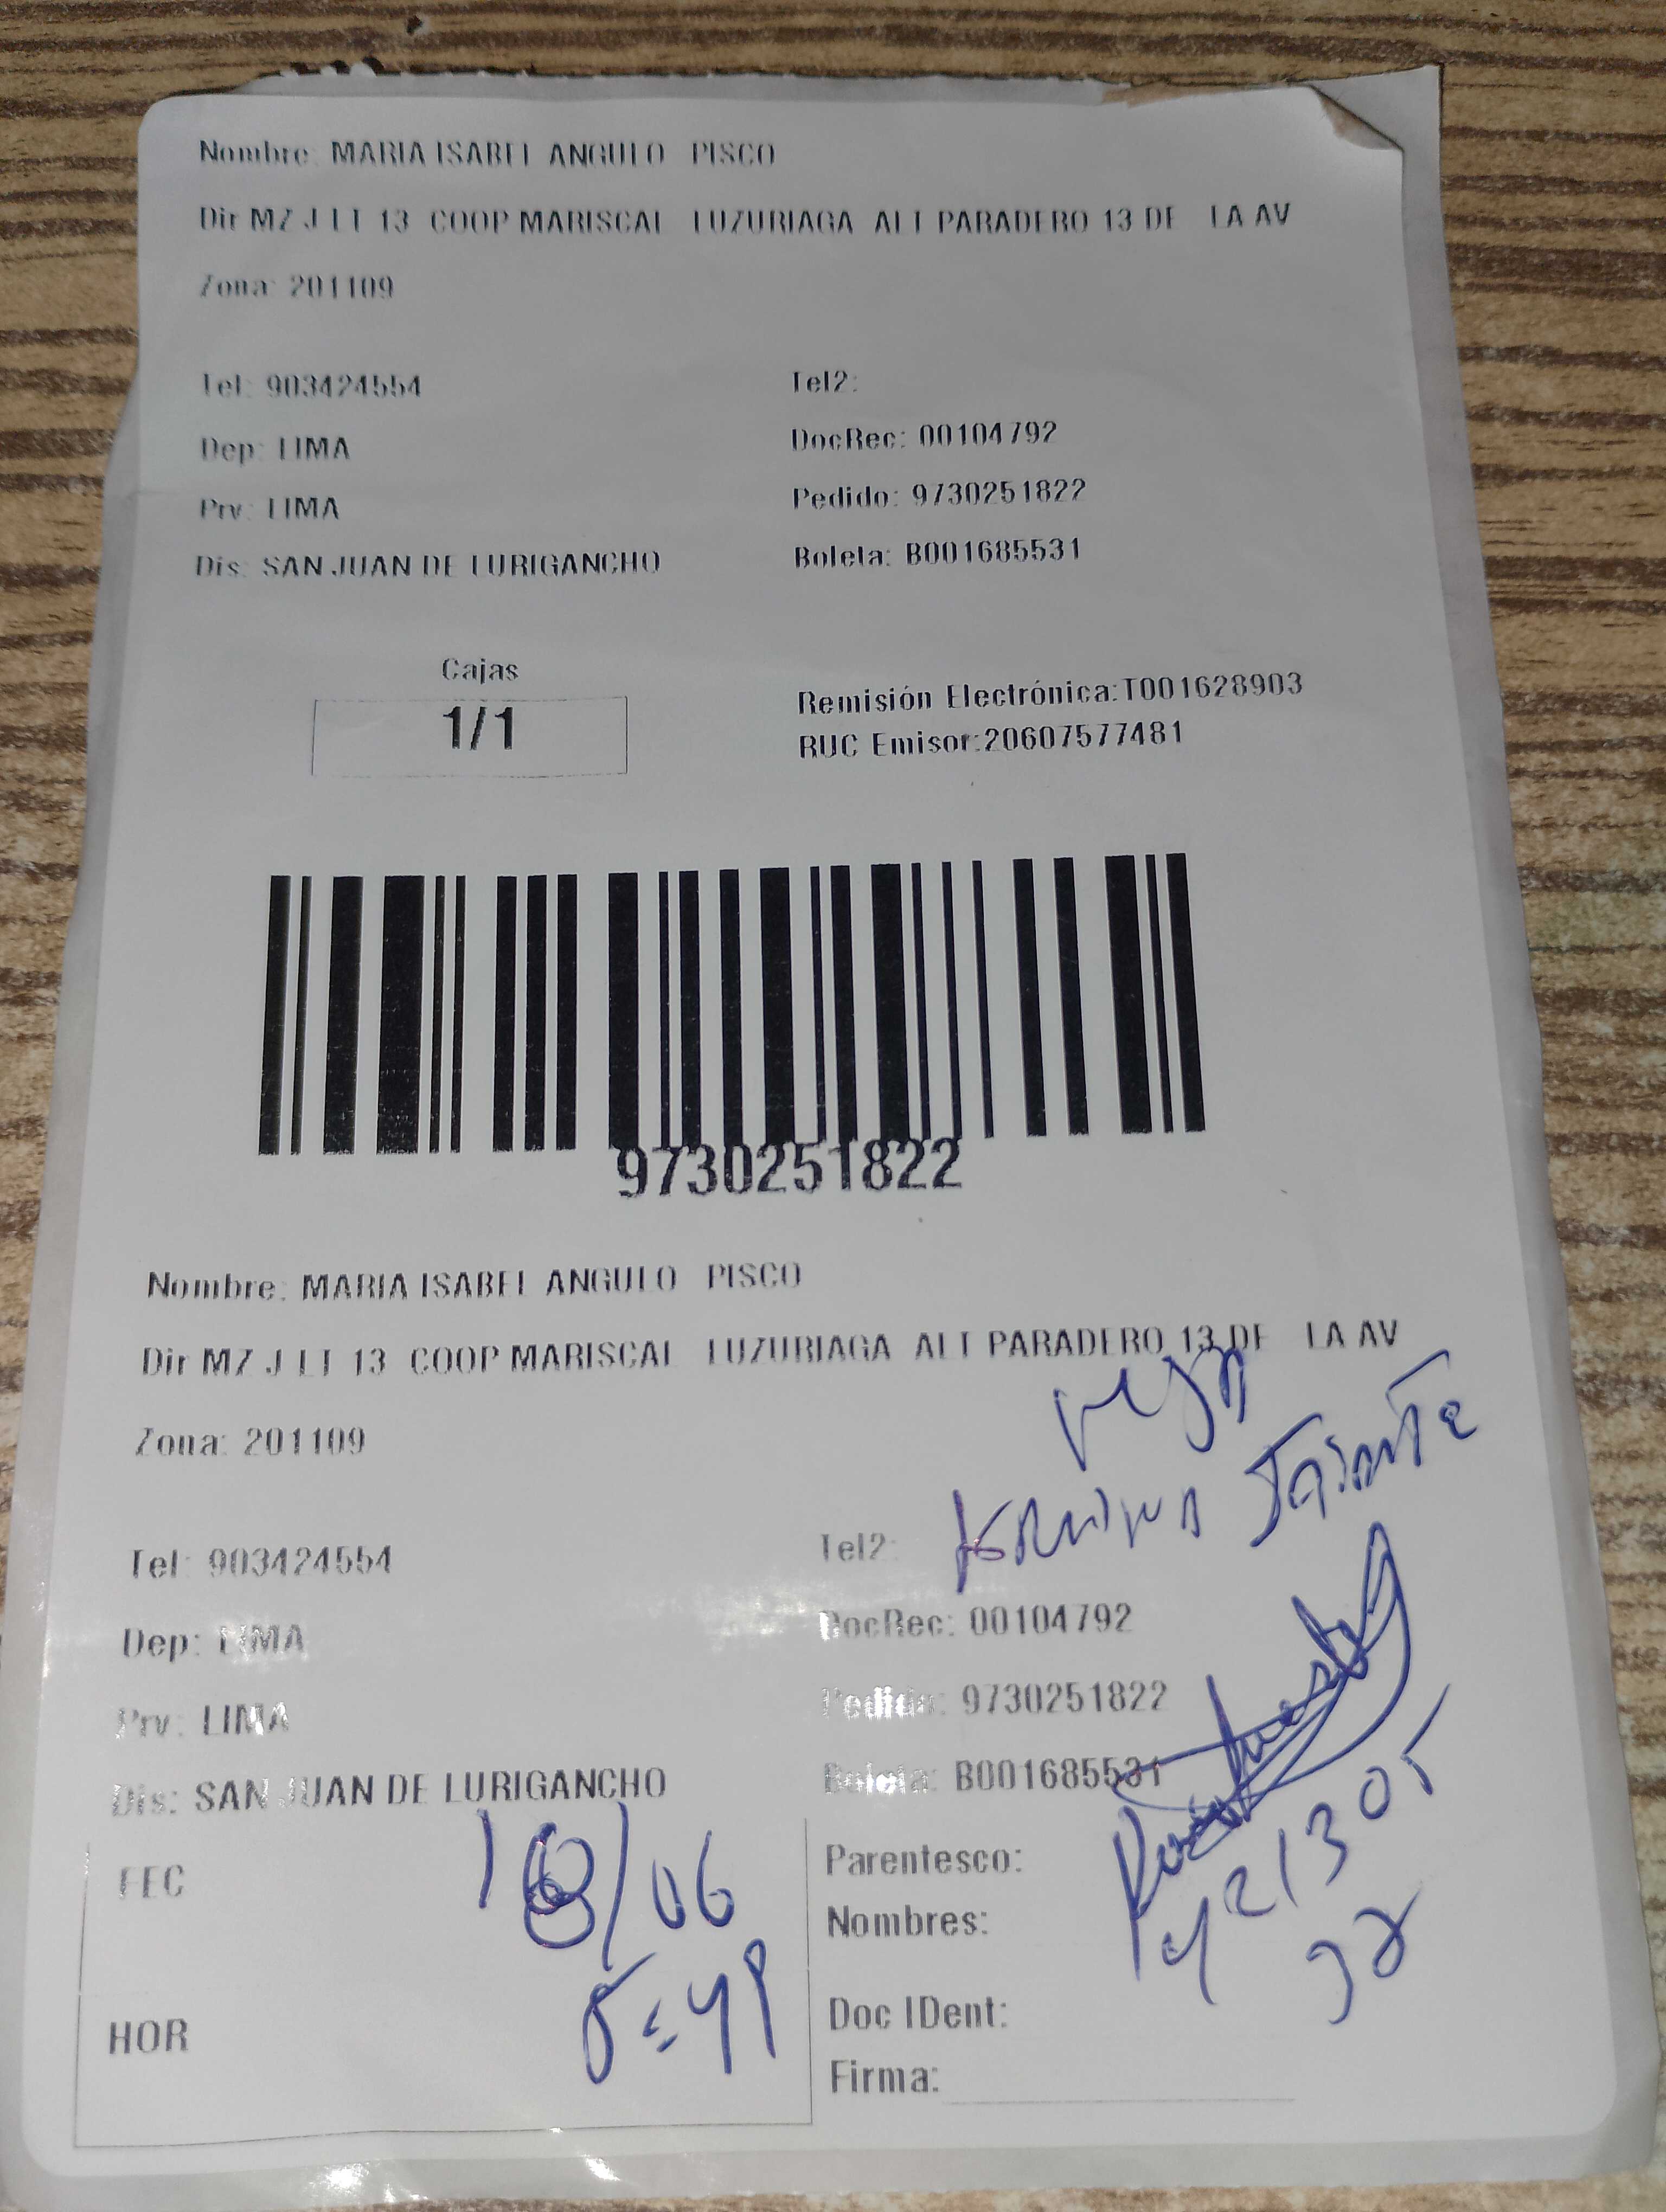 Nombre: MARIA ISABEL ANGULO PISCO
Dir MZ J LT 13 COOP MARISCAL LUZURIAGA ALT PARADERO 13 DE LA AV
Zona: 201109
Tel: 903424554 Tel2:
Dep: LIMA DocRec: 00104792
Prv: LIMA Pedido: 9730251822
Dis: SAN JUAN DE LURIGANCHO Boleta: B001685531
Cajas
1/1
Remisión Electrónica:T001628903
RUC Emisor:20607577481
9730251822
Nombre: MARIA ISABEL ANGULO PISCO
Dir MZ J LT 13 COOP MARISCAL LUZURIAGA ALT PARADERO 13 DE LA AV
Zona: 201109
Tel: 903424554 Tel2:
Dep: LIMA DocRec: 00104792
Prv: LIMA Pedido: 9730251822
Dis: SAN JUAN DE LURIGANCHO Boleta: B001685531
FEC
Parentesco:
Nombres:
HOR
Doc IDent:
Firma: